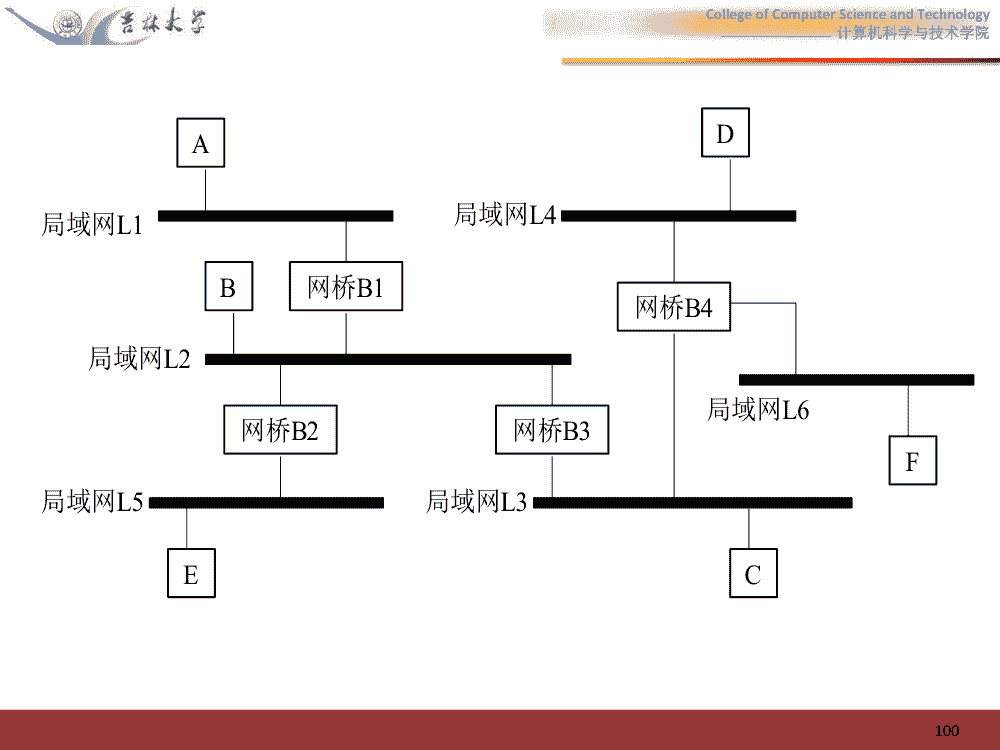 吉林大学
College of Computer Science and Technology
计算机科学与技术学院
A
D
局域网L1
局域网L4
B
网桥B1
网桥B4
局域网L2
局域网L6
网桥B2
网桥B3
F
局域网L5
局域网L3
E
C
100